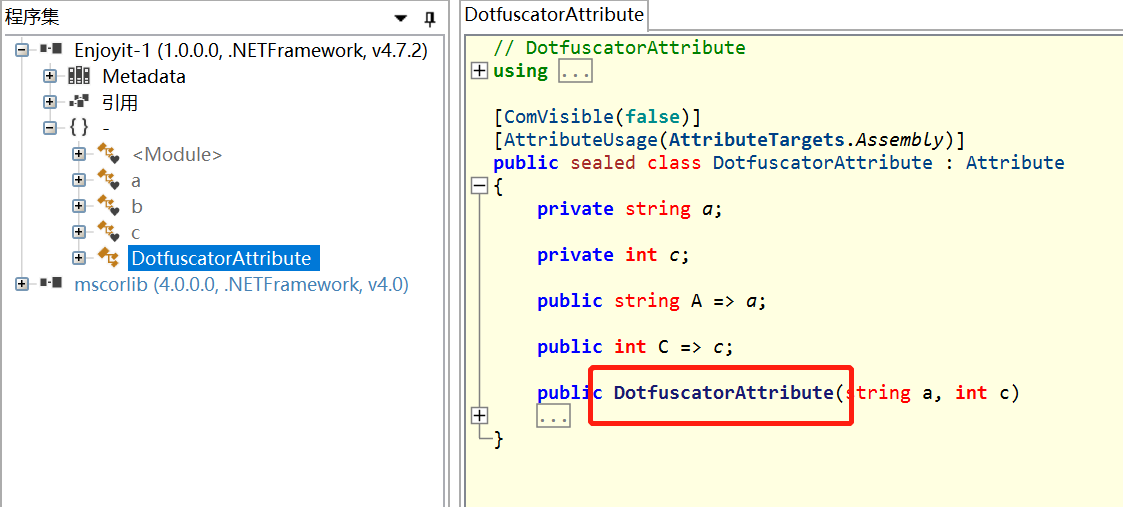 程序集
Enjoyit-1 (1.0.0.0, .NETFramework, v4.7.2)
Metadata
引用
{ } -
<Module>
a
b
c
DotfuscatorAttribute
mscorlib (4.0.0.0, .NETFramework, v4.0)
DotfuscatorAttribute
// DotfuscatorAttribute
using ...
[ComVisible(false)]
[AttributeUsage(AttributeTargets.Assembly)]
public sealed class DotfuscatorAttribute : Attribute
{
private string a;
private int c;
public string A => a;
public int C => c;
public DotfuscatorAttribute(string a, int c)
...
}